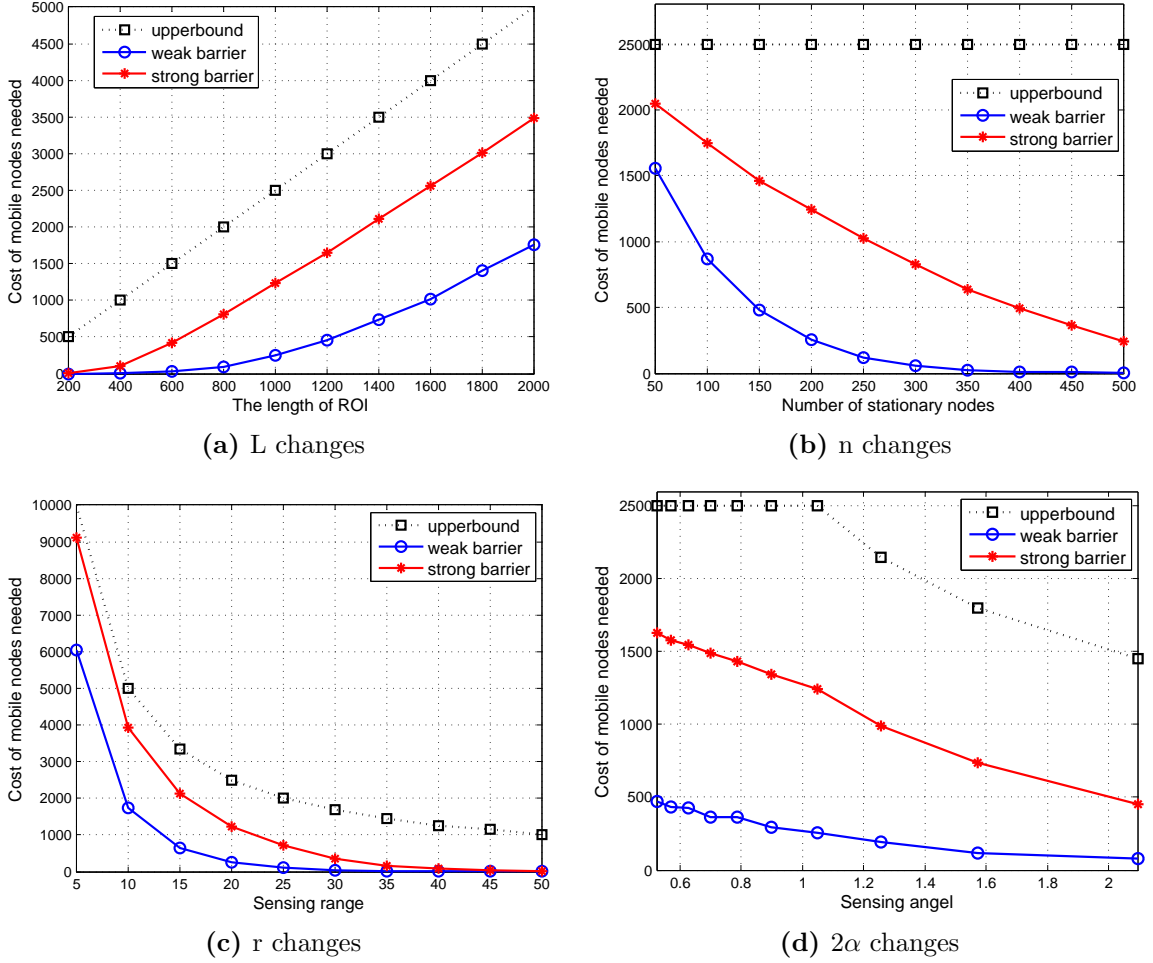 Cost of mobile nodes needed
5000
4500
4000
3500
3000
2500
2000
1500
1000
500
0
upperbound
weak barrier
strong barrier
200 400 600 800 1000 1200 1400 1600 1800 2000
The length of ROI
(a) L changes
Cost of mobile nodes needed
2500
2000
1500
1000
500
0
upperbound
weak barrier
strong barrier
50 100 150 200 250 300 350 400 450 500
Number of stationary nodes
(b) n changes
Cost of mobile nodes needed
10000
9000
8000
7000
6000
5000
4000
3000
2000
1000
0
upperbound
weak barrier
strong barrier
5 10 15 20 25 30 35 40 45 50
Sensing range
(c) r changes
Cost of mobile nodes needed
2500
2000
1500
1000
500
0
upperbound
weak barrier
strong barrier
0.6 0.8 1 1.2 1.4 1.6 1.8 2
Sensing angel
(d) 2α changes